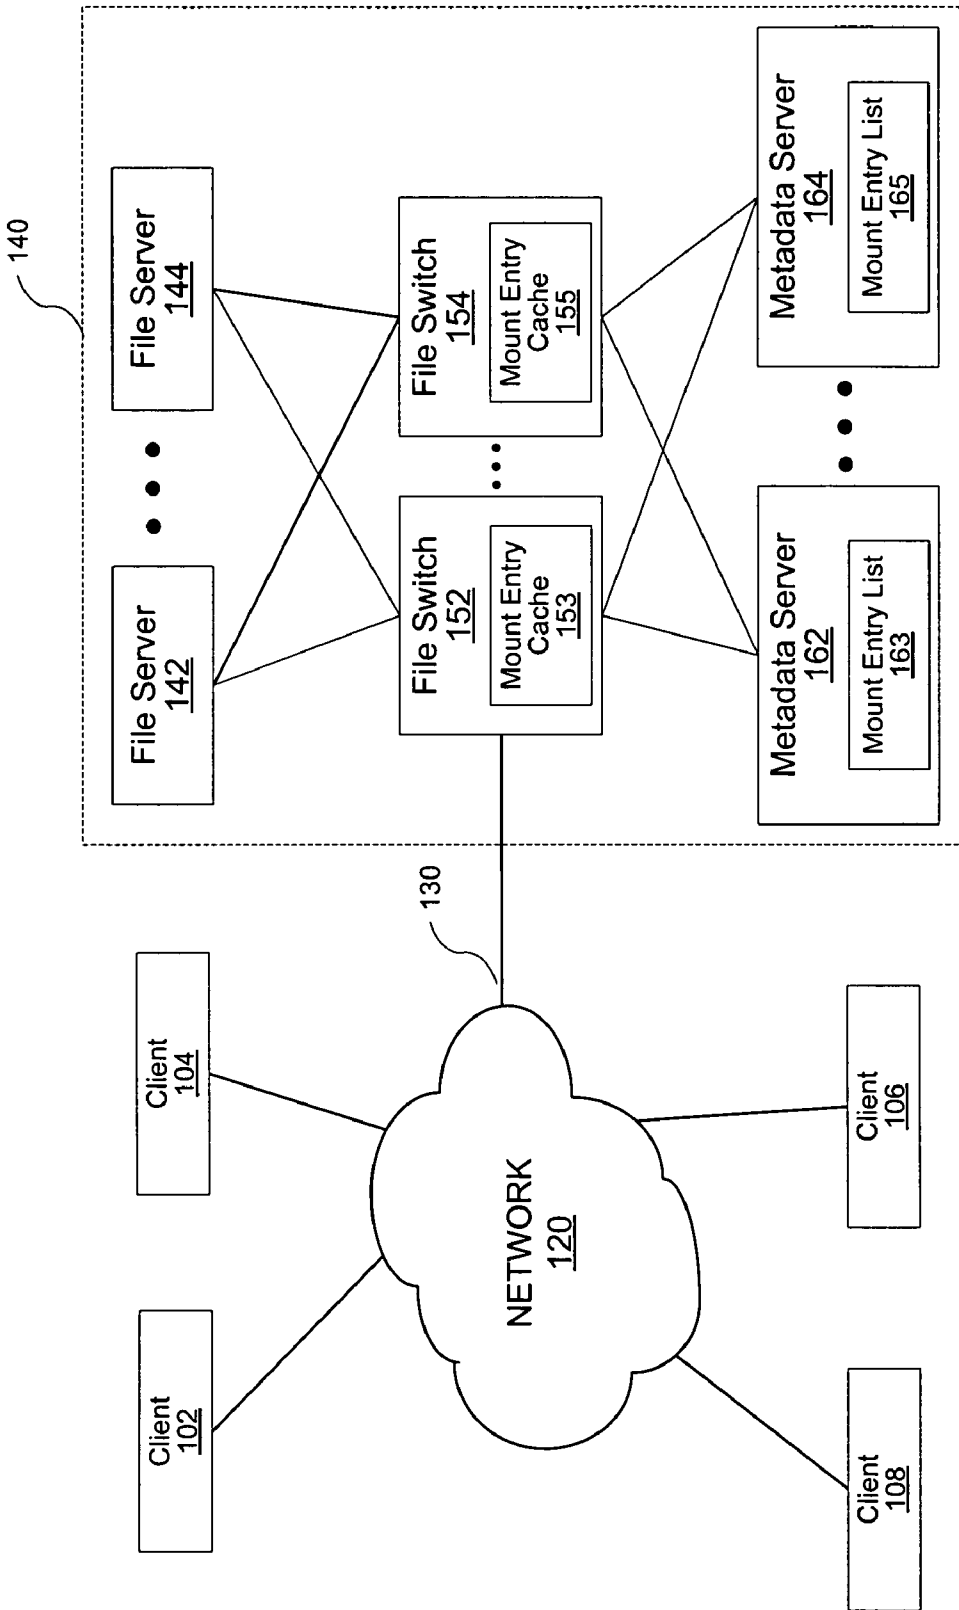 140
File Server
142
File Server
144
File Switch
152
Mount Entry
Cache
153
File Switch
154
Mount Entry
Cache
155
Metadata Server
162
Mount Entry List
163
Metadata Server
164
Mount Entry List
165
130
Client
102
Client
104
NETWORK
120
Client
108
Client
106